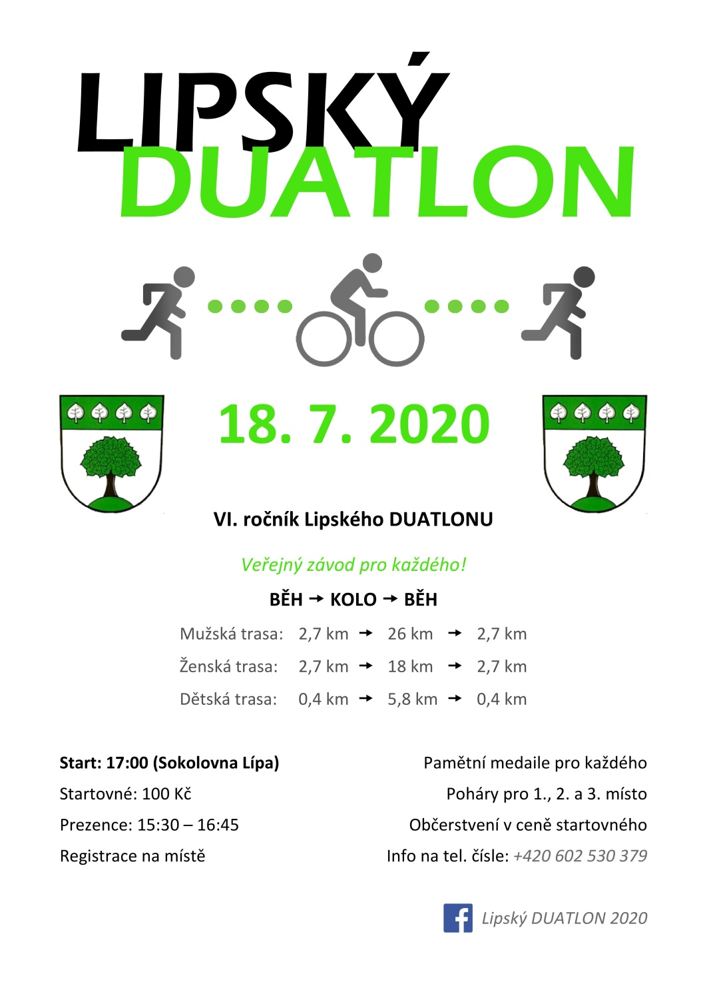 LIPSKÝ
DUATLON
18. 7. 2020
VI. ročník Lipského DUATLONU
Veřejný závod pro každého!
BĚH → KOLO → BĚH
Mužská trasa: 2,7 km → 26 km → 2,7 km
Ženská trasa: 2,7 km → 18 km → 2,7 km
Dětská trasa: 0,4 km → 5,8 km → 0,4 km
Start: 17:00 (Sokolovna Lípa)
Startovné: 100 Kč
Prezence: 15:30 – 16:45
Registrace na místě
Pamětní medaile pro každého
Poháry pro 1., 2. a 3. místo
Občerstvení v ceně startovného
Info na tel. čísle: +420 602 530 379
Lipský DUATLON 2020